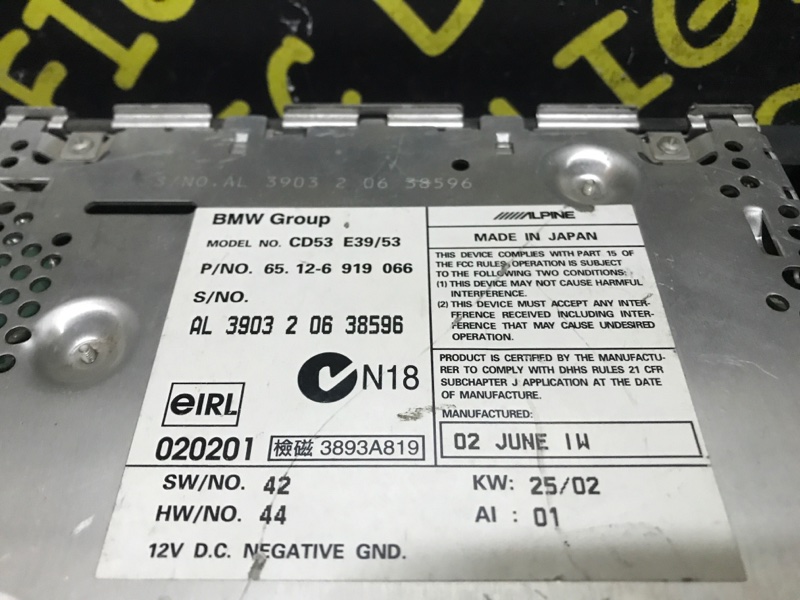 FIG
LIGI
S/NO.AL 3903 2 06 38596
BMW Group
MODEL NO. CD53 E39/53
P/NO. 65. 12-6 919 066
S/NO.
AL 3903 2 06 38596
N18
eIRL
020201 檢磁 3893A819
ALPINE
MADE IN JAPAN
THIS DEVICE COMPLIES WITH PART 15 OF
THE FCC RULES. OPERATION IS SUBJECT
TO THE FOLLOWING TWO CONDITIONS:
(1) THIS DEVICE MAY NOT CAUSE HARMFUL
INTERFERENCE.
(2) THIS DEVICE MUST ACCEPT ANY INTER-
FERENCE RECEIVED INCLUDING INTER-
FERENCE THAT MAY CAUSE UNDESIRED
OPERATION.
PRODUCT IS CERTIFIED BY THE MANUFACTU-
RER TO COMPLY WITH DHHS RULES 21 CFR
SUBCHAPTER J APPLICATION AT THE DATE
OF MANUFACTURE.
MANUFACTURED:
02 JUNE 1W
SW/NO. 42
KW: 25/02
HW/NO. 44
AI : 01
12V D.C. NEGATIVE GND.